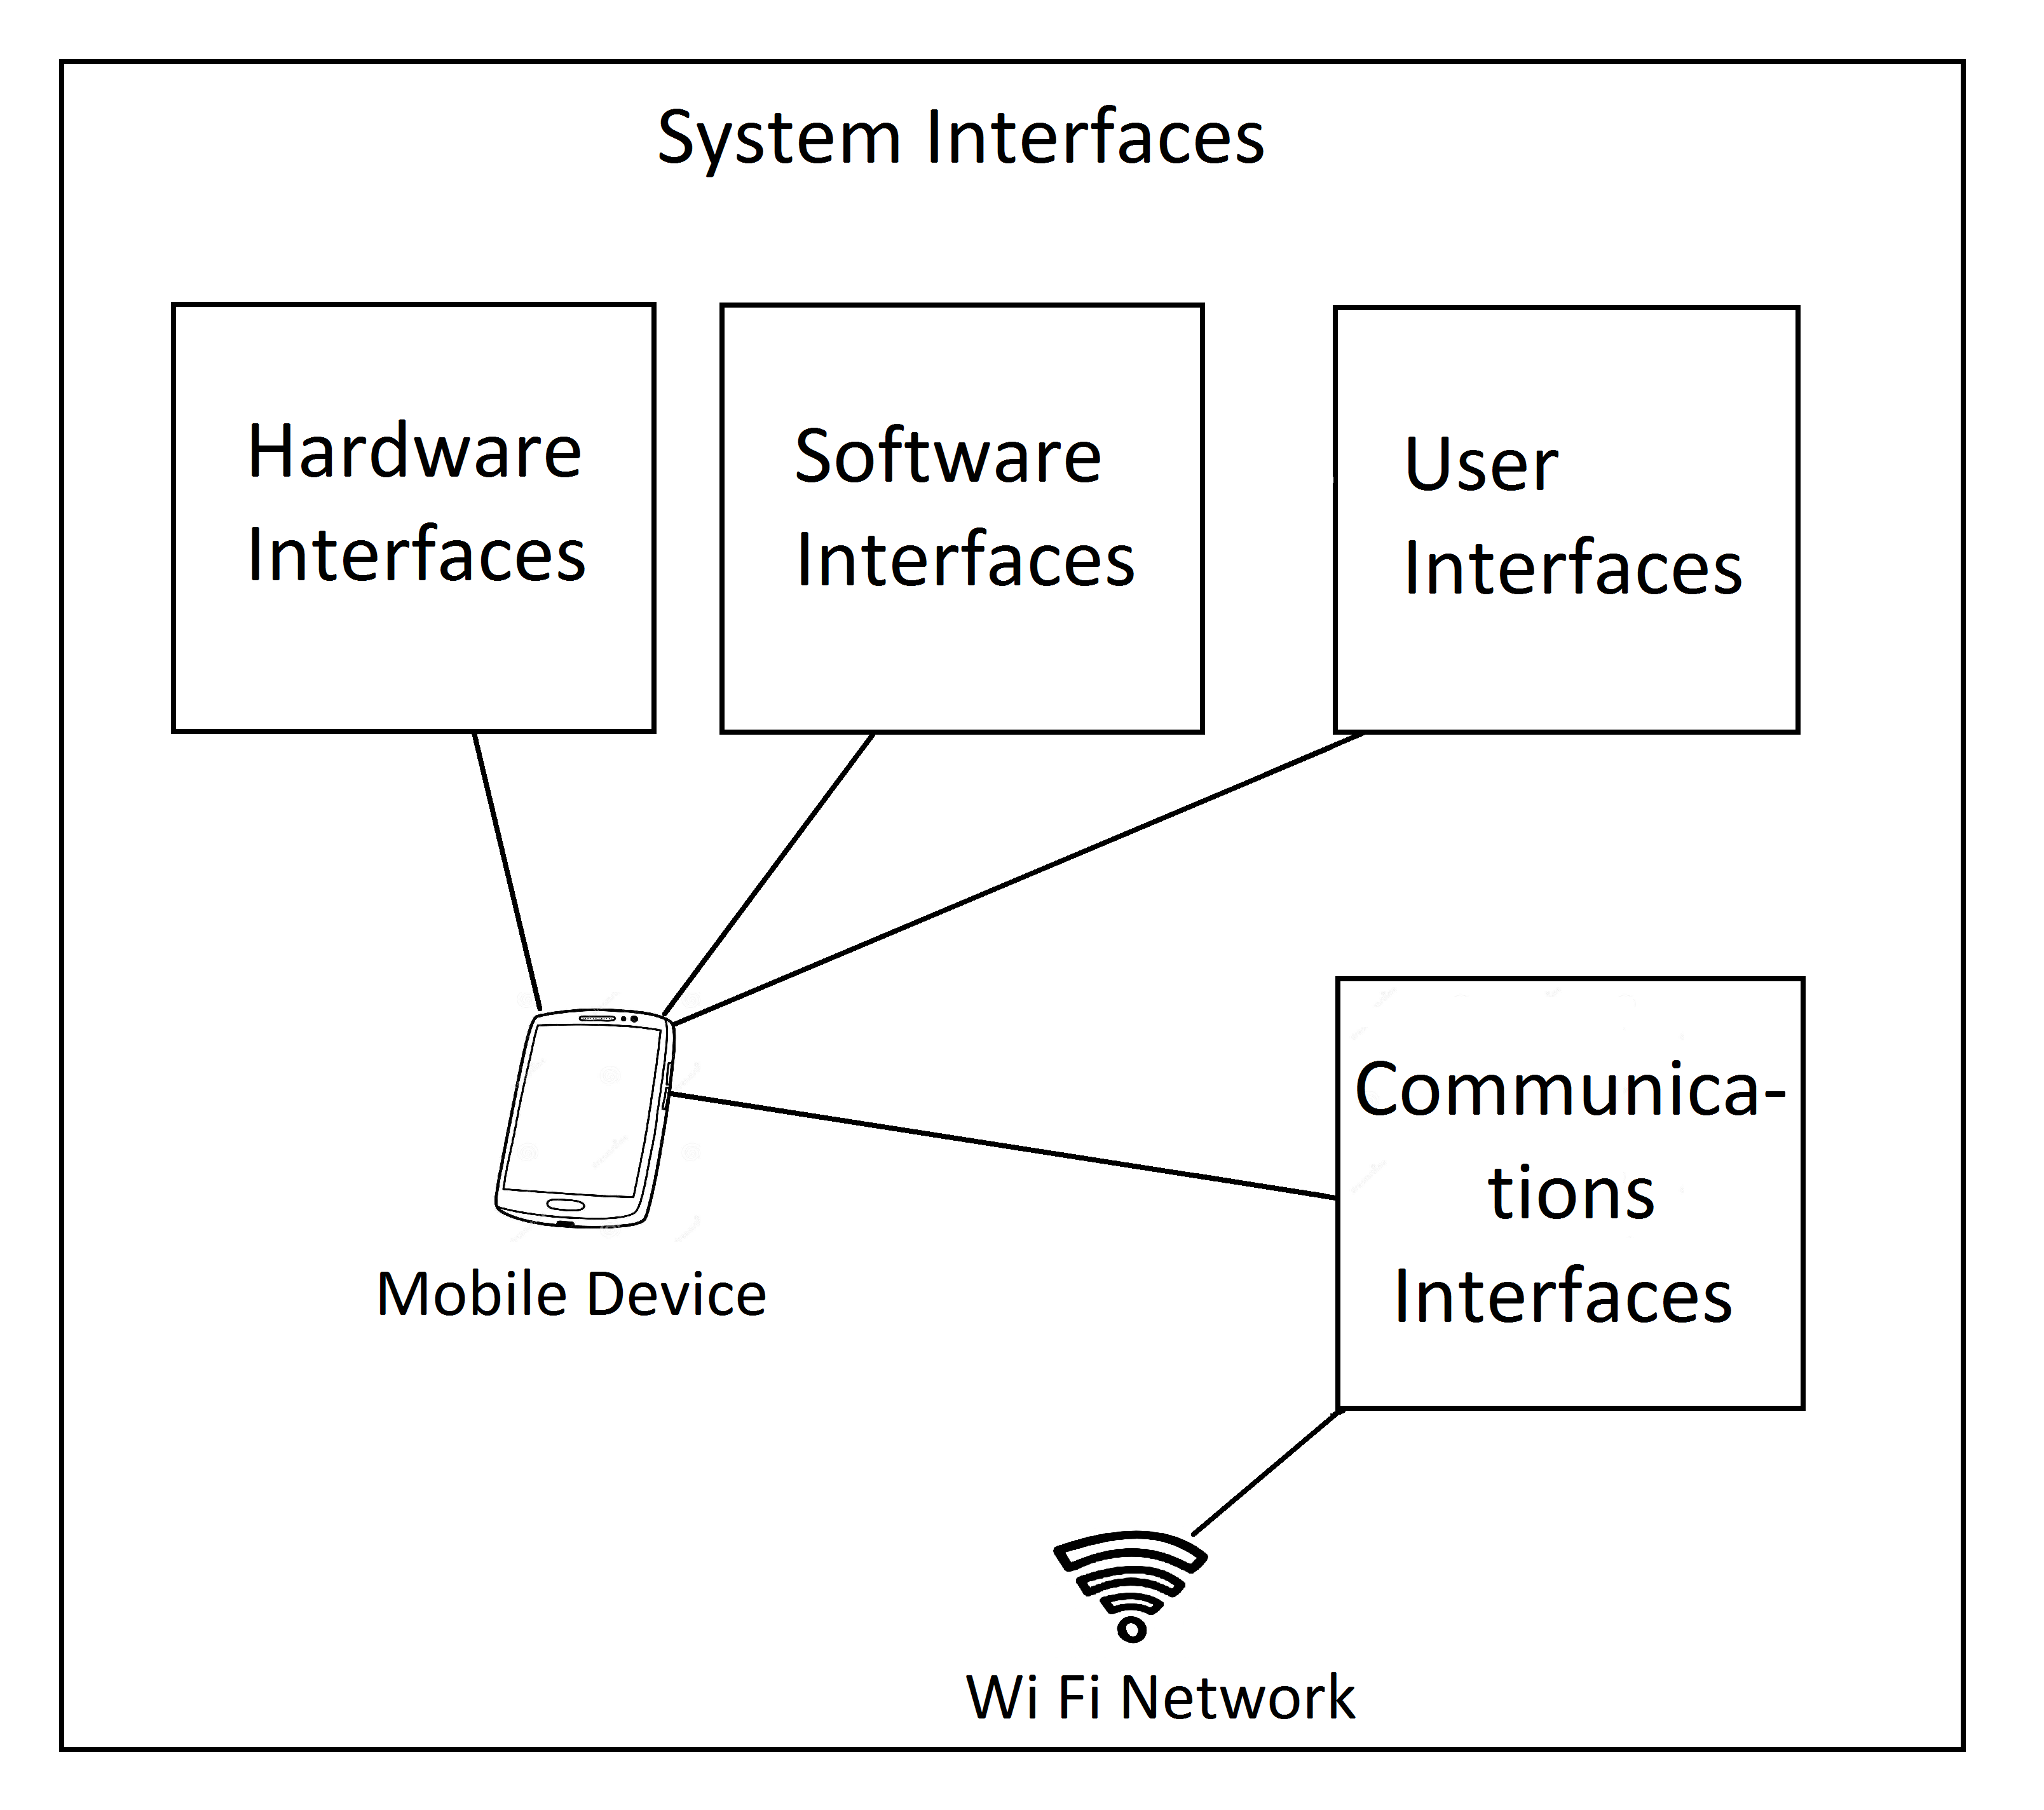 System Interfaces
Hardware
Interfaces
Software
Interfaces
User
Interfaces
Communica-
tions
Interfaces
Mobile Device
Wi Fi Network